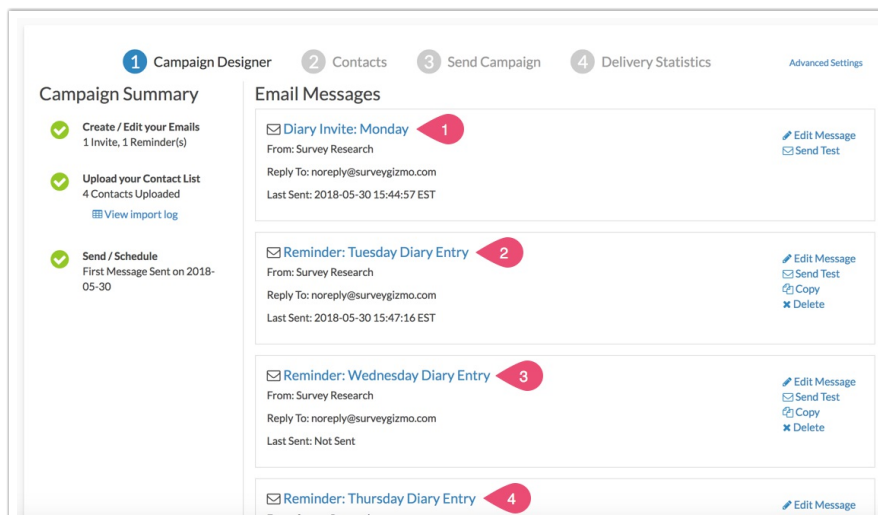 1 Campaign Designer 2 Contacts 3 Send Campaign 4 Delivery Statistics Advanced Settings
Campaign Summary
Create / Edit your Emails
1 Invite, 1 Reminder(s)
Upload your Contact List
4 Contacts Uploaded
View import log
Send / Schedule
First Message Sent on 2018-
05-30
Email Messages
Diary Invite: Monday 1
From: Survey Research
Reply To: noreply@surveygizmo.com
Last Sent: 2018-05-30 15:44:57 EST
Edit Message
Send Test
Reminder: Tuesday Diary Entry 2
From: Survey Research
Reply To: noreply@surveygizmo.com
Last Sent: 2018-05-30 15:47:16 EST
Edit Message
Send Test
Copy
Delete
Reminder: Wednesday Diary Entry 3
From: Survey Research
Reply To: noreply@surveygizmo.com
Last Sent: Not Sent
Edit Message
Send Test
Copy
Delete
Reminder: Thursday Diary Entry 4
Edit Message